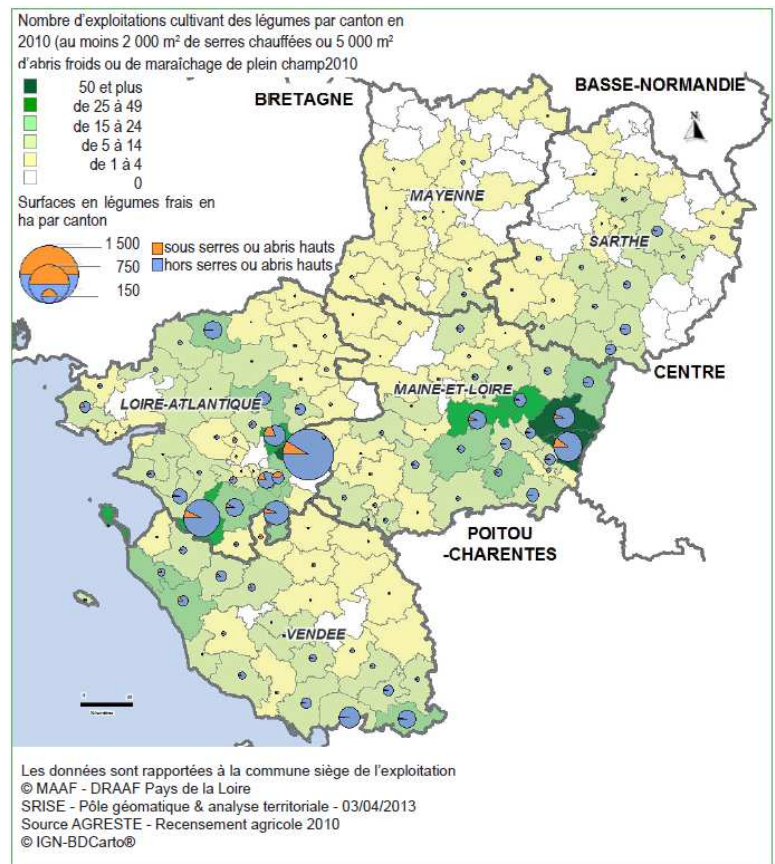 Nombre d'exploitations cultivant des légumes par canton en
2010 (au moins 2 000 m² de serres chauffées ou 5 000 m²
d'abris froids ou de maraîchage de plein champ2010
50 et plus
de 25 à 49
de 15 à 24
de 5 à 14
de 1 à 4
0
Surfaces en légumes frais en
ha par canton
1 500
750
150
sous serres ou abris hauts
hors serres ou abris hauts
BRETAGNE
BASSE-NORMANDIE
N
MAYENNE
SARTHE
CENTRE
LOIRE-ATLANTIQUE
MAINE-ET-LOIRE
POITOU
-CHARENTES
VENDEE
Les données sont rapportées à la commune siège de l'exploitation
© MAAF - DRAAF Pays de la Loire
SRISE - Pôle géomatique & analyse territoriale - 03/04/2013
Source AGRESTE - Recensement agricole 2010
© IGN-BDCarto®